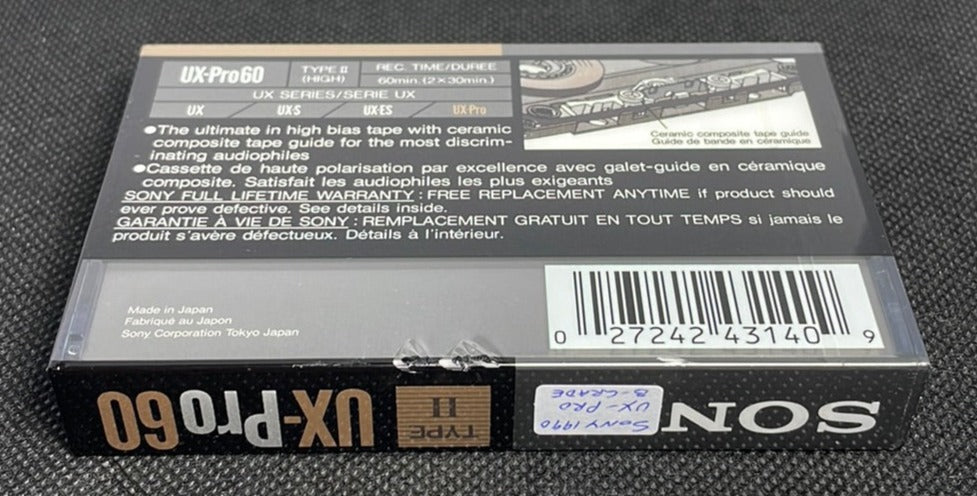 UX-Pro60
TYPE II
(HIGH)
REC. TIME/DURÉE
60min. (2×30min.)
UX SERIES/SERIE UX
UX UX-S UX-ES UX-Pro
Ceramic composite tape guide
Guide de bande en céramique
●The ultimate in high bias tape with ceramic
composite tape guide for the most discrim-
inating audiophiles
●Cassette de haute polarisation par excellence avec galet-guide en céramique
composite. Satisfait les audiophiles les plus exigeants
SONY FULL LIFETIME WARRANTY : FREE REPLACEMENT ANYTIME if product should
ever prove defective. See details inside.
GARANTIE À VIE DE SONY : REMPLACEMENT GRATUIT EN TOUT TEMPS si jamais le
produit s'avère défectueux. Détails à l'intérieur.
Made in Japan
Fabriqué au Japon
Sony Corporation Tokyo Japan
0 27242 43140 9
UX-Pro60
TYPE
II
SON
SONY 1990
UX-PRO
B-GRADE